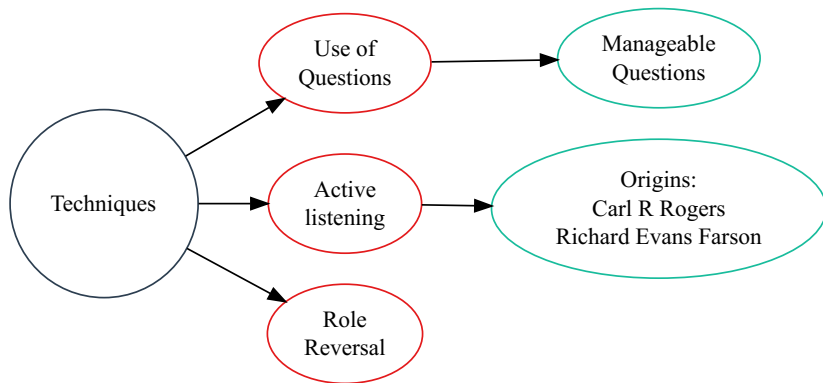 Use of
Questions
Manageable
Questions
Techniques
Active
listening
Origins:
Carl R Rogers
Richard Evans Farson
Role
Reversal